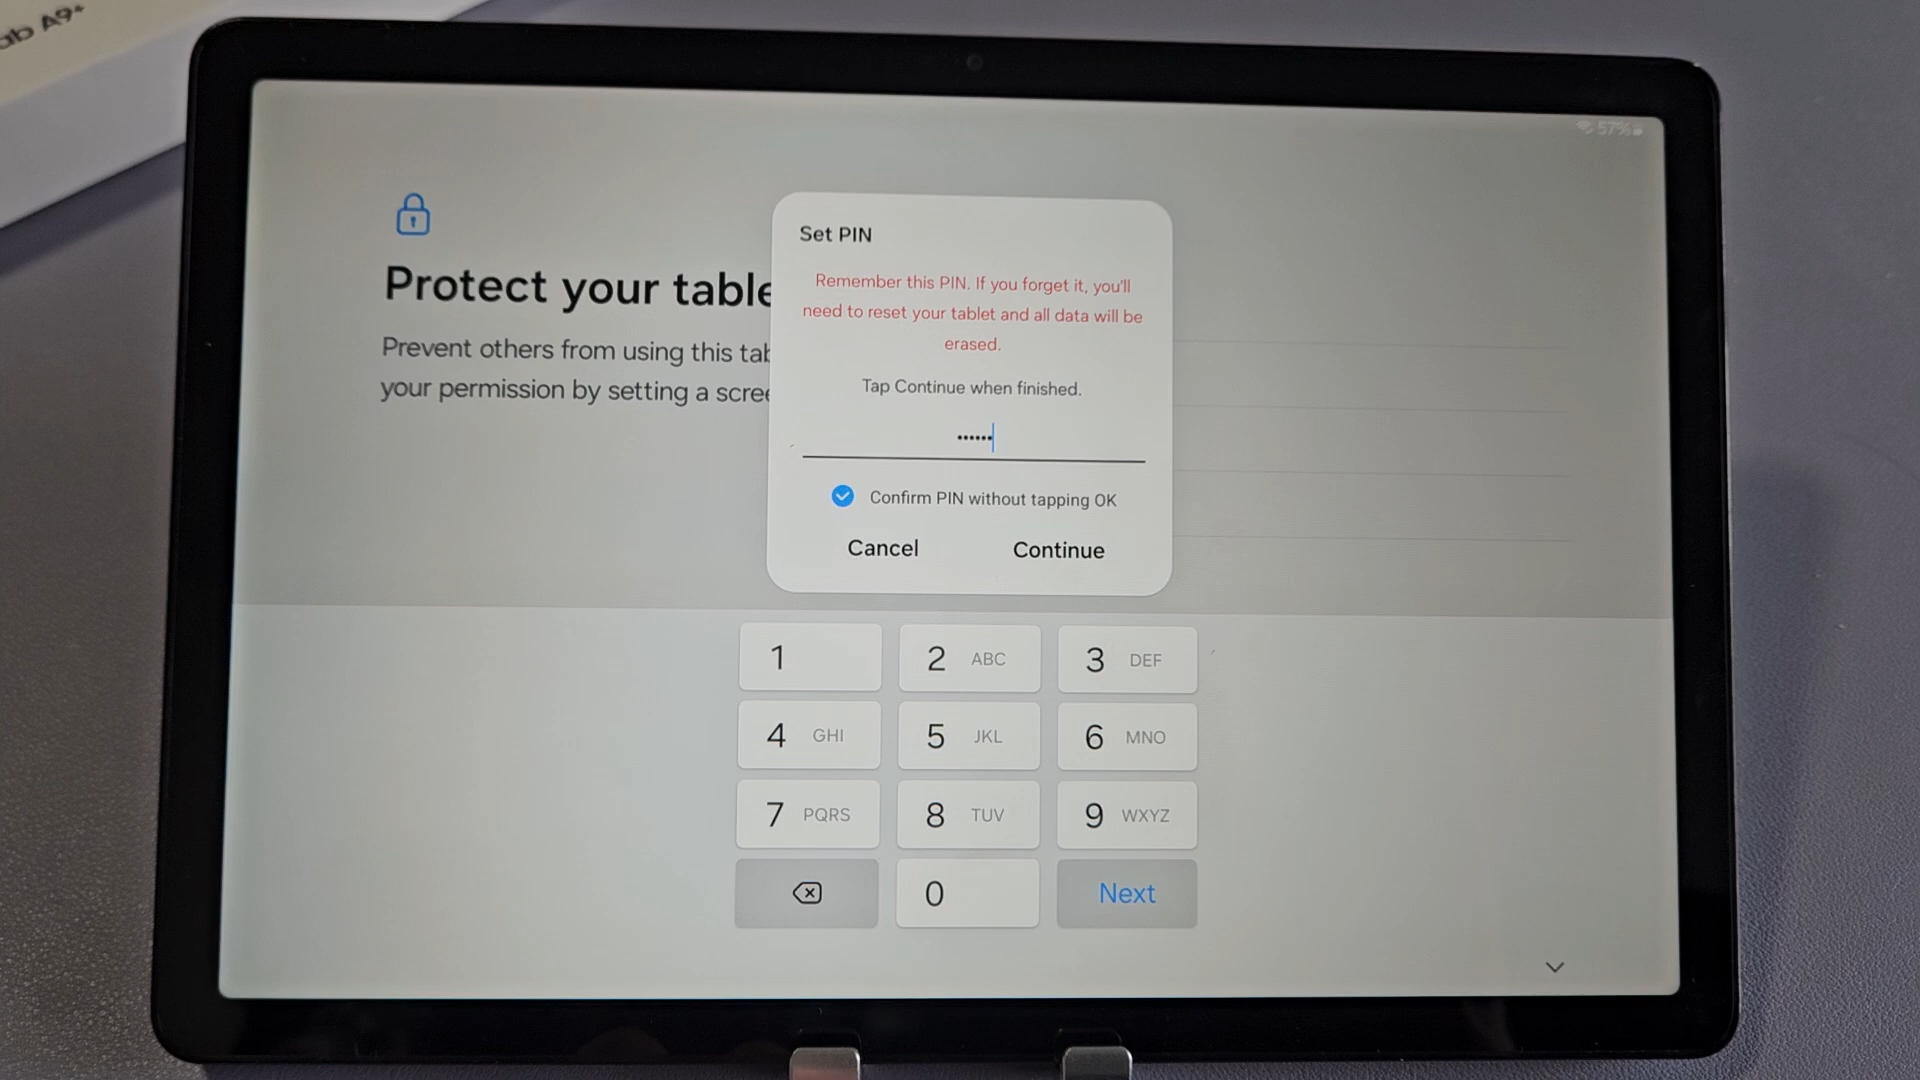 ab A9+
57%
Protect your table
Prevent others from using this tab
your permission by setting a scree
Set PIN
Remember this PIN. If you forget it, you'll
need to reset your tablet and all data will be
erased.
Tap Continue when finished.
••••••
Confirm PIN without tapping OK
Cancel Continue
1 2 ABC 3 DEF
4 GHI 5 JKL 6 MNO
7 PQRS 8 TUV 9 WXYZ
0 Next